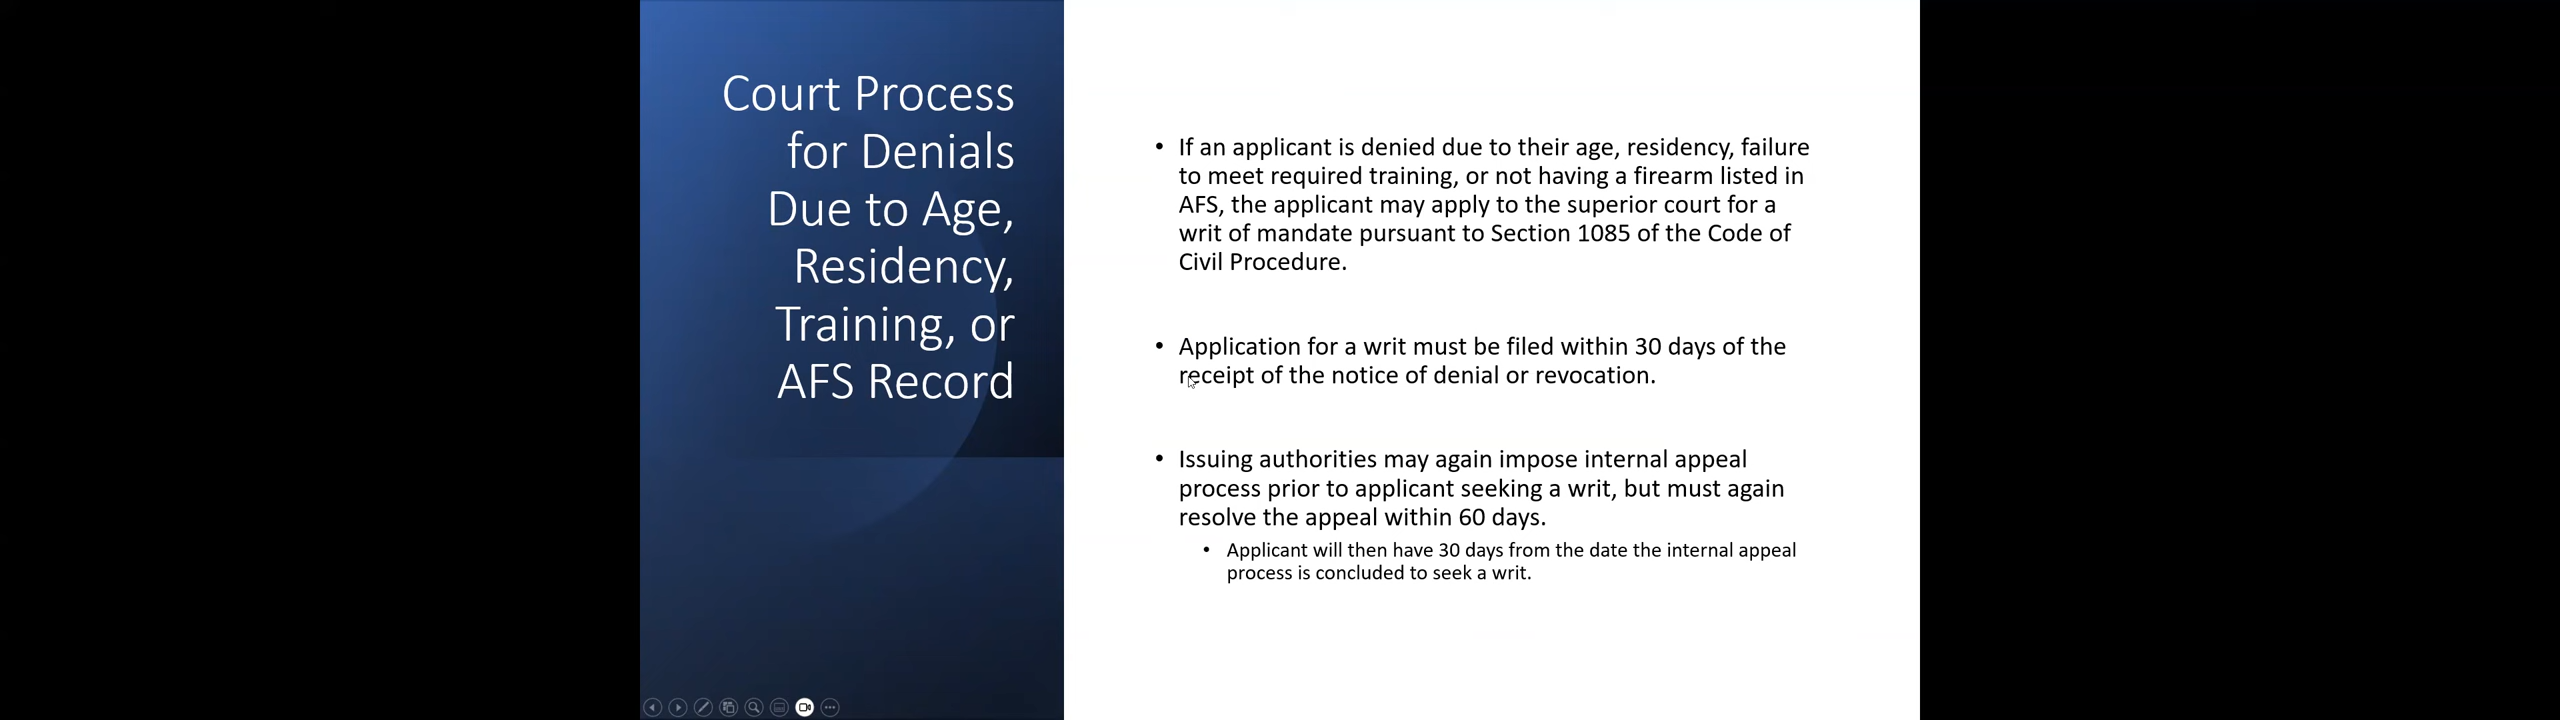 Court Process
for Denials
Due to Age,
Residency,
Training, or
AFS Record
• If an applicant is denied due to their age, residency, failure
to meet required training, or not having a firearm listed in
AFS, the applicant may apply to the superior court for a
writ of mandate pursuant to Section 1085 of the Code of
Civil Procedure.
• Application for a writ must be filed within 30 days of the
receipt of the notice of denial or revocation.
• Issuing authorities may again impose internal appeal
process prior to applicant seeking a writ, but must again
resolve the appeal within 60 days.
• Applicant will then have 30 days from the date the internal appeal
process is concluded to seek a writ.